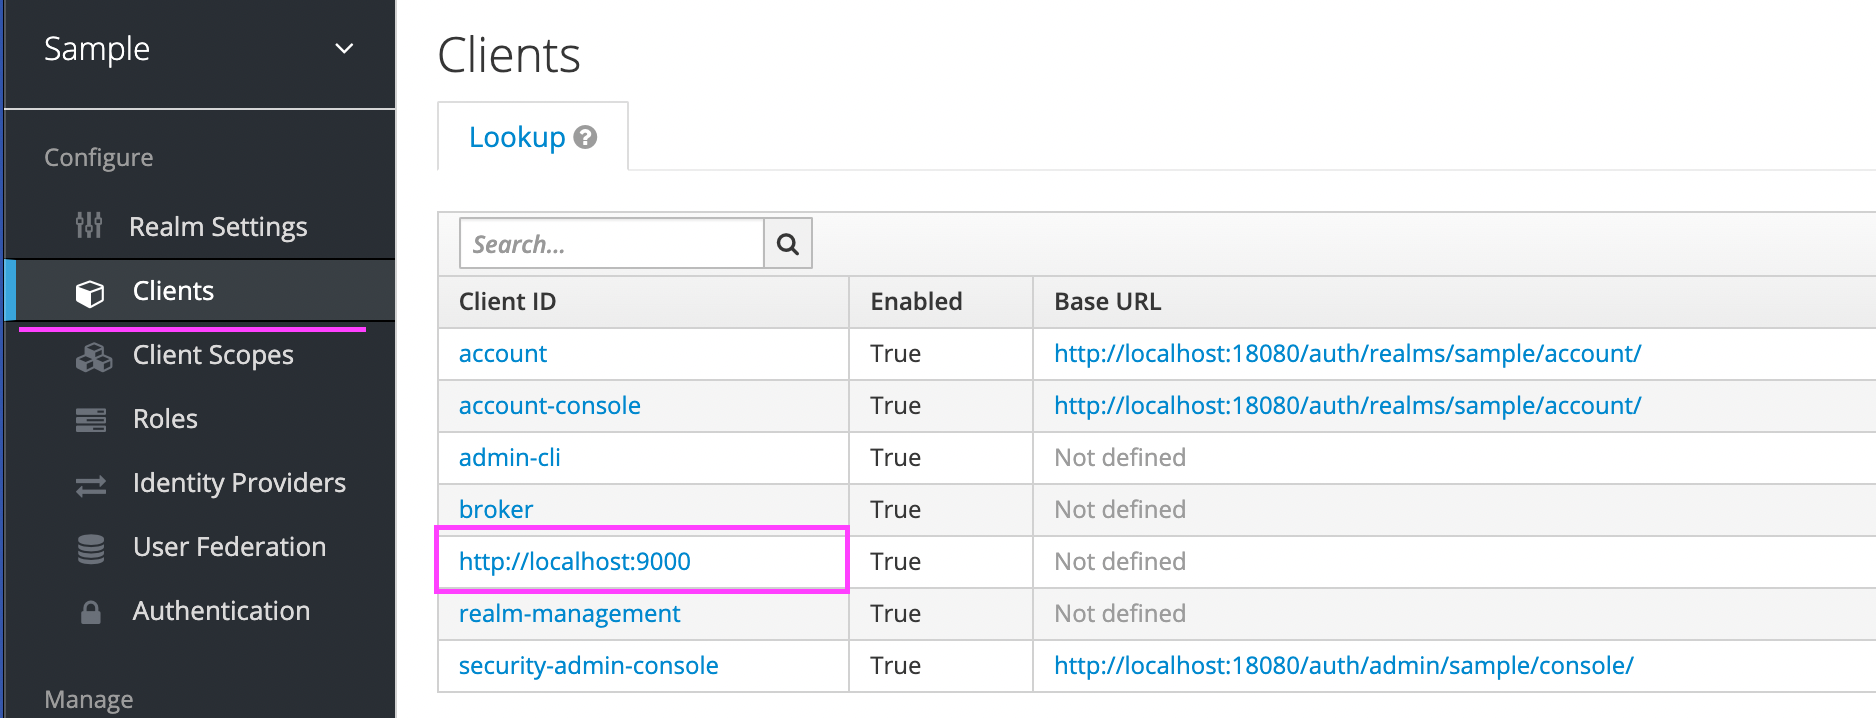 Sample
Configure
Realm Settings
Clients
Client Scopes
Roles
Identity Providers
User Federation
Authentication
Manage
Clients
Lookup ?
Search...
Client ID Enabled Base URL
account True http://localhost:18080/auth/realms/sample/account/
account-console True http://localhost:18080/auth/realms/sample/account/
admin-cli True Not defined
broker True Not defined
http://localhost:9000 True Not defined
realm-management True Not defined
security-admin-console True http://localhost:18080/auth/admin/sample/console/